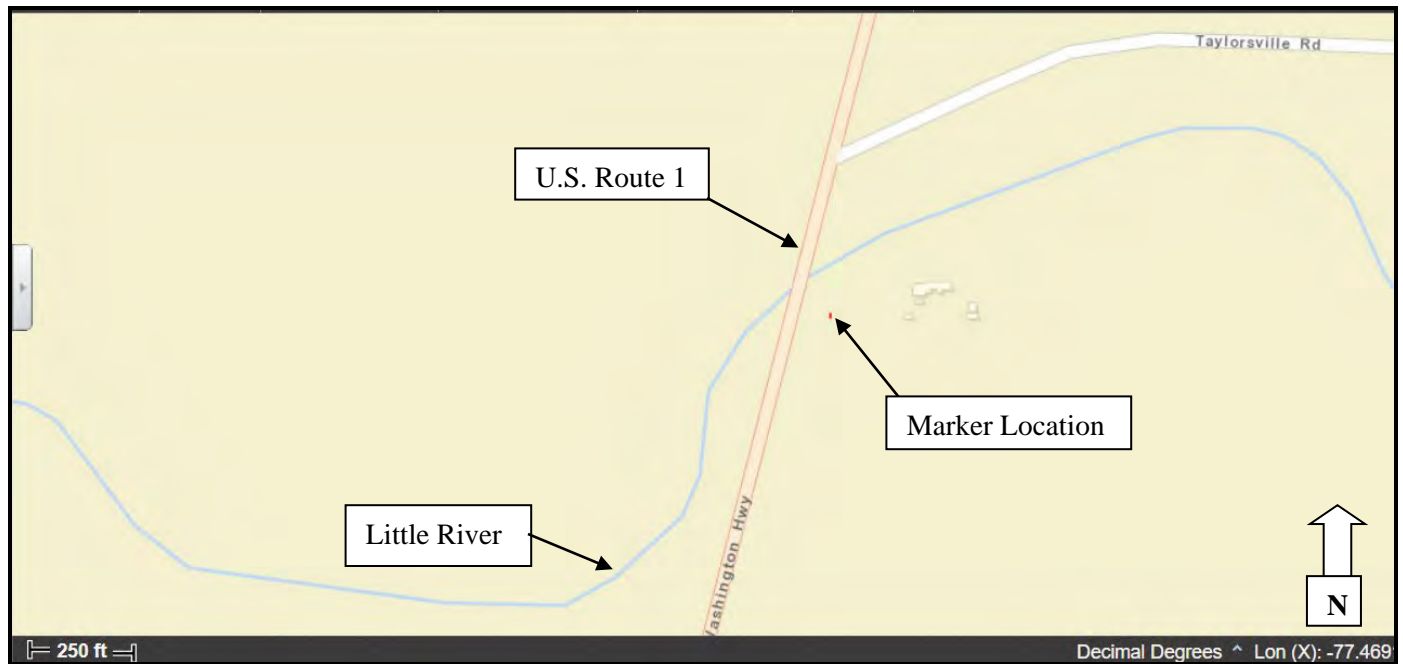 Taylorsville Rd
U.S. Route 1
Marker Location
Little River
Washington Hwy
N
250 ft
Decimal Degrees ^ Lon (X): -77.469